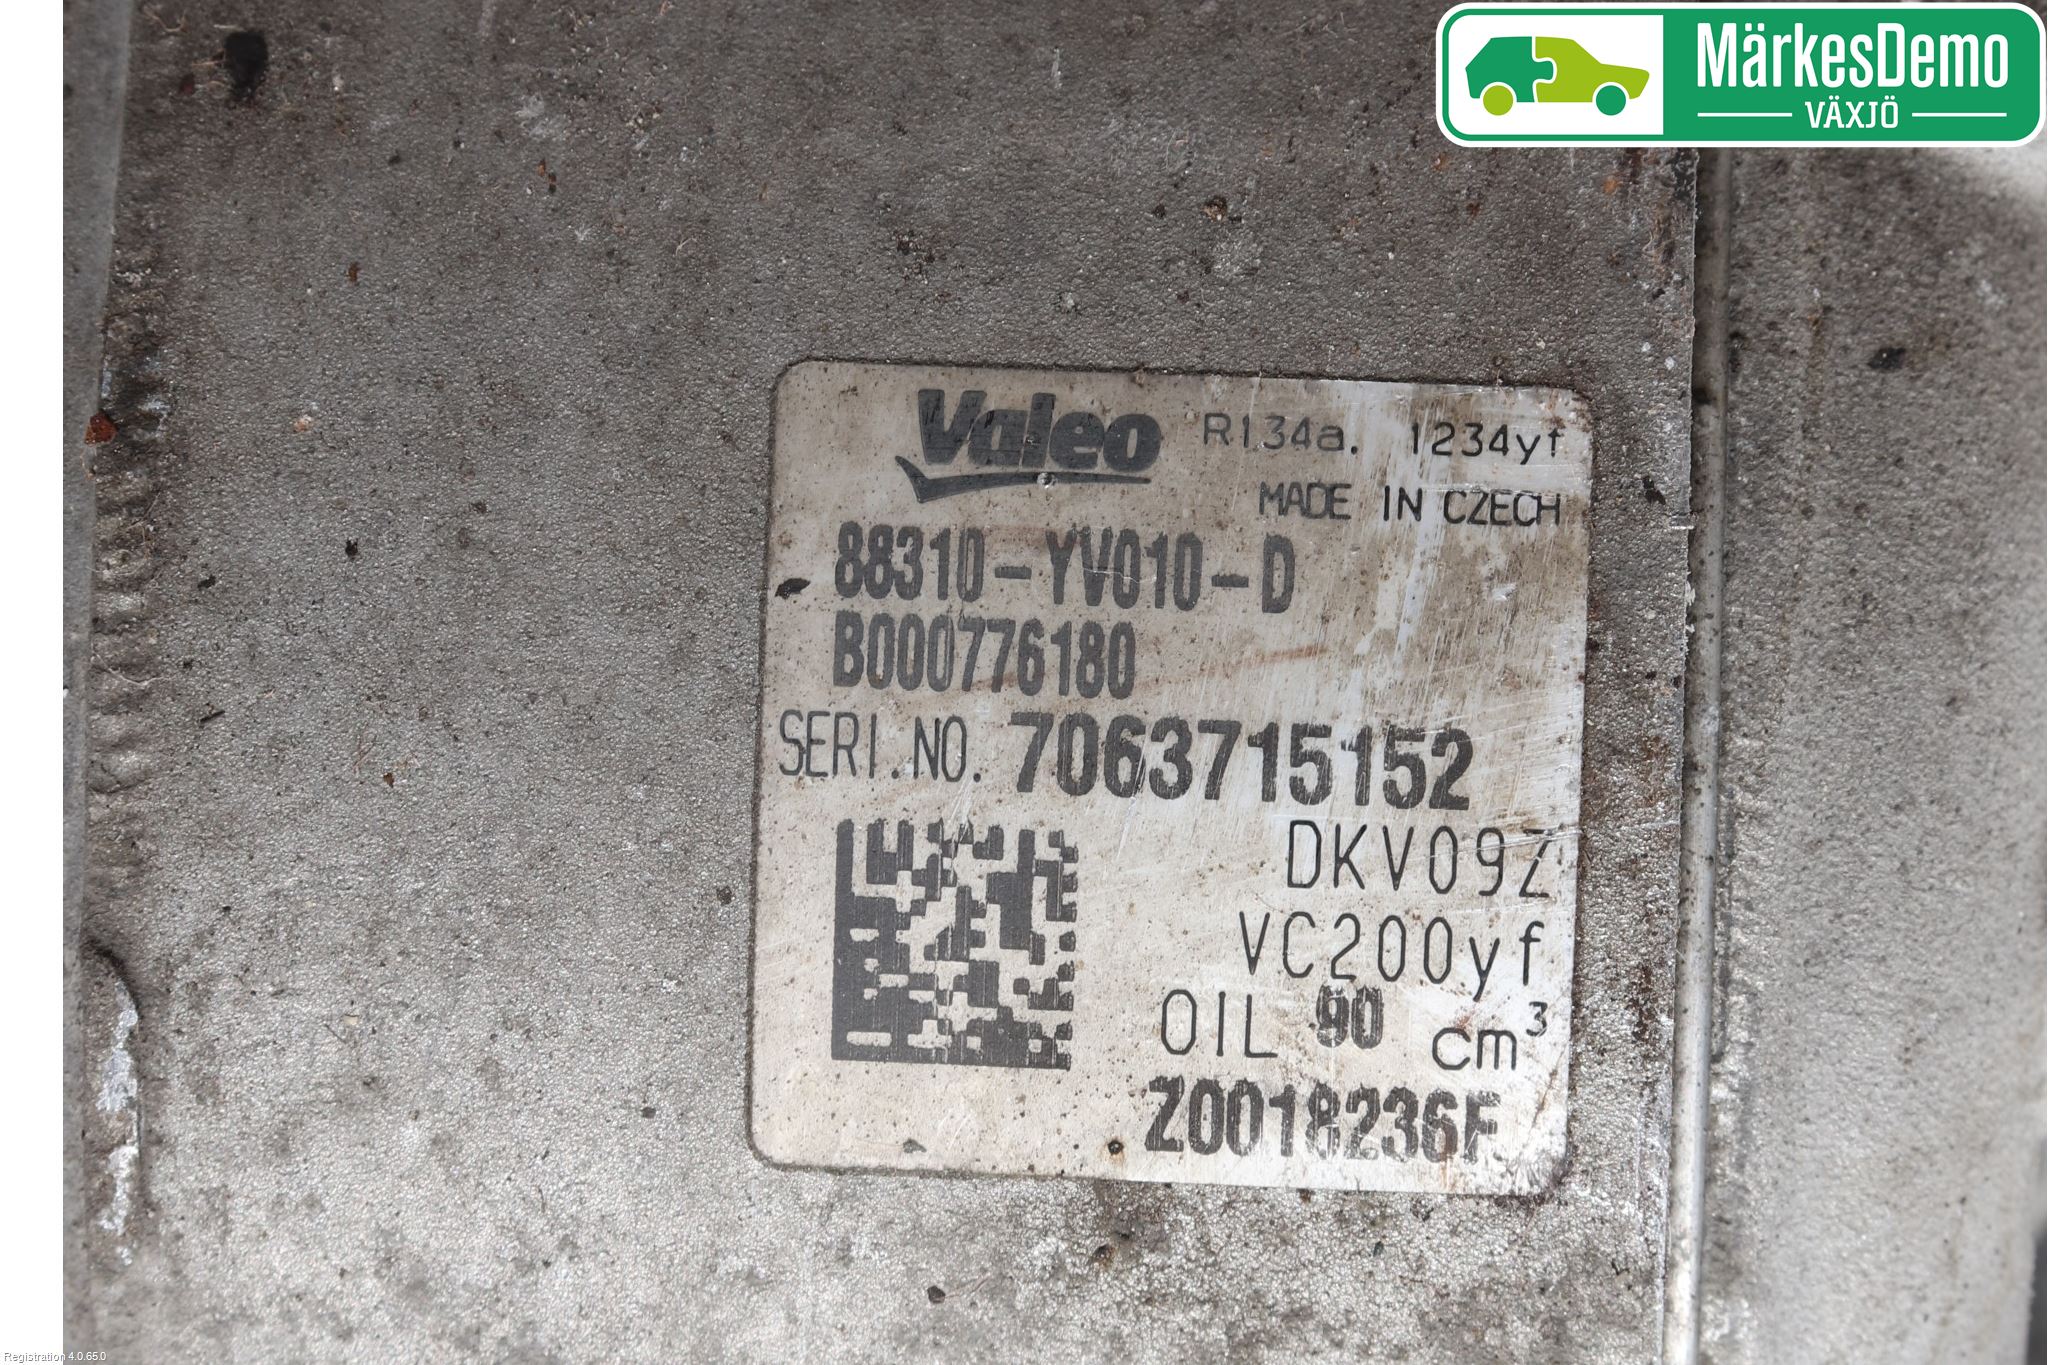 MärkesDemo
VÄXJÖ
Valeo R134a. 1234yf
MADE IN CZECH
88310-YV010-D
B000776180
SERI.NO. 7063715152
DKV09Z
VC200yf
OIL 90 cm³
Z0018236F
Registration 4.0.65.0